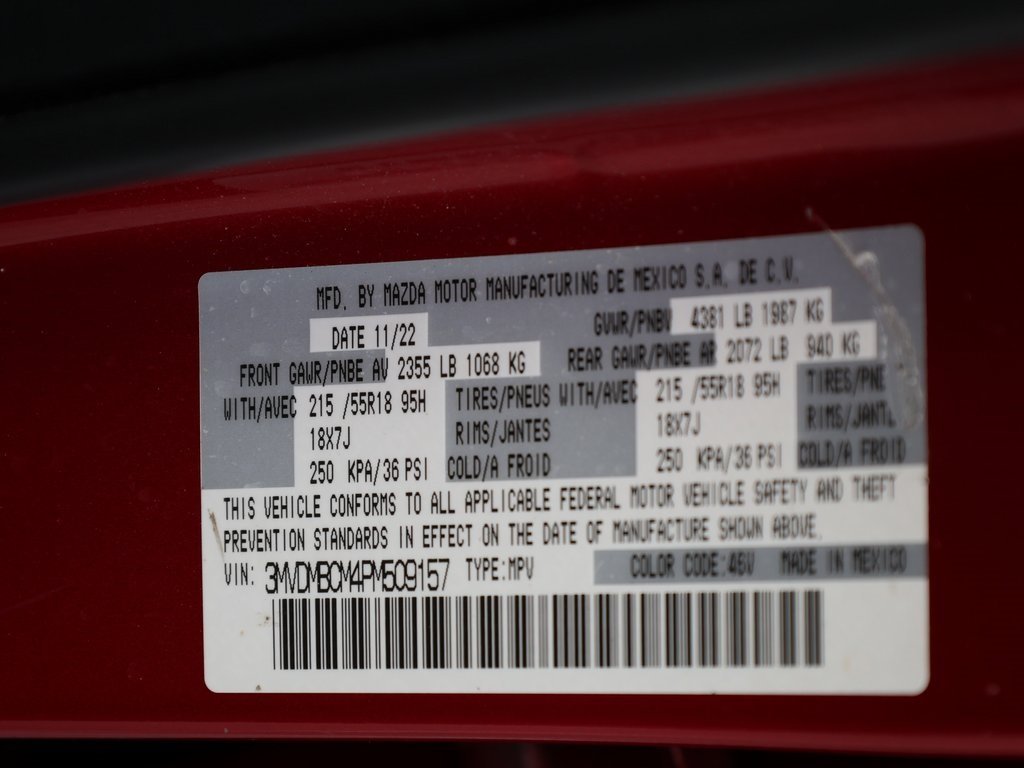 MFD. BY MAZDA MOTOR MANUFACTURING DE MEXICO S.A. DE C.V.
DATE 11/22 GVWR/PNBV 4381 LB 1987 KG
FRONT GAWR/PNBE AV 2355 LB 1068 KG REAR GAWR/PNBE AR 2072 LB 940 KG
WITH/AVEC 215 /55R18 95H TIRES/PNEUS WITH/AVEC 215 /55R18 95H TIRES/PNE
18X7J RIMS/JANTES 18X7J RIMS/JANT
250 KPA/36 PSI COLD/A FROID 250 KPA/36 PSI COLD/A FROID
THIS VEHICLE CONFORMS TO ALL APPLICABLE FEDERAL MOTOR VEHICLE SAFETY AND THEFT
PREVENTION STANDARDS IN EFFECT ON THE DATE OF MANUFACTURE SHOWN ABOVE.
VIN: 3MVDMBCM4PM509157 TYPE:MPV COLOR CODE:46V MADE IN MEXICO